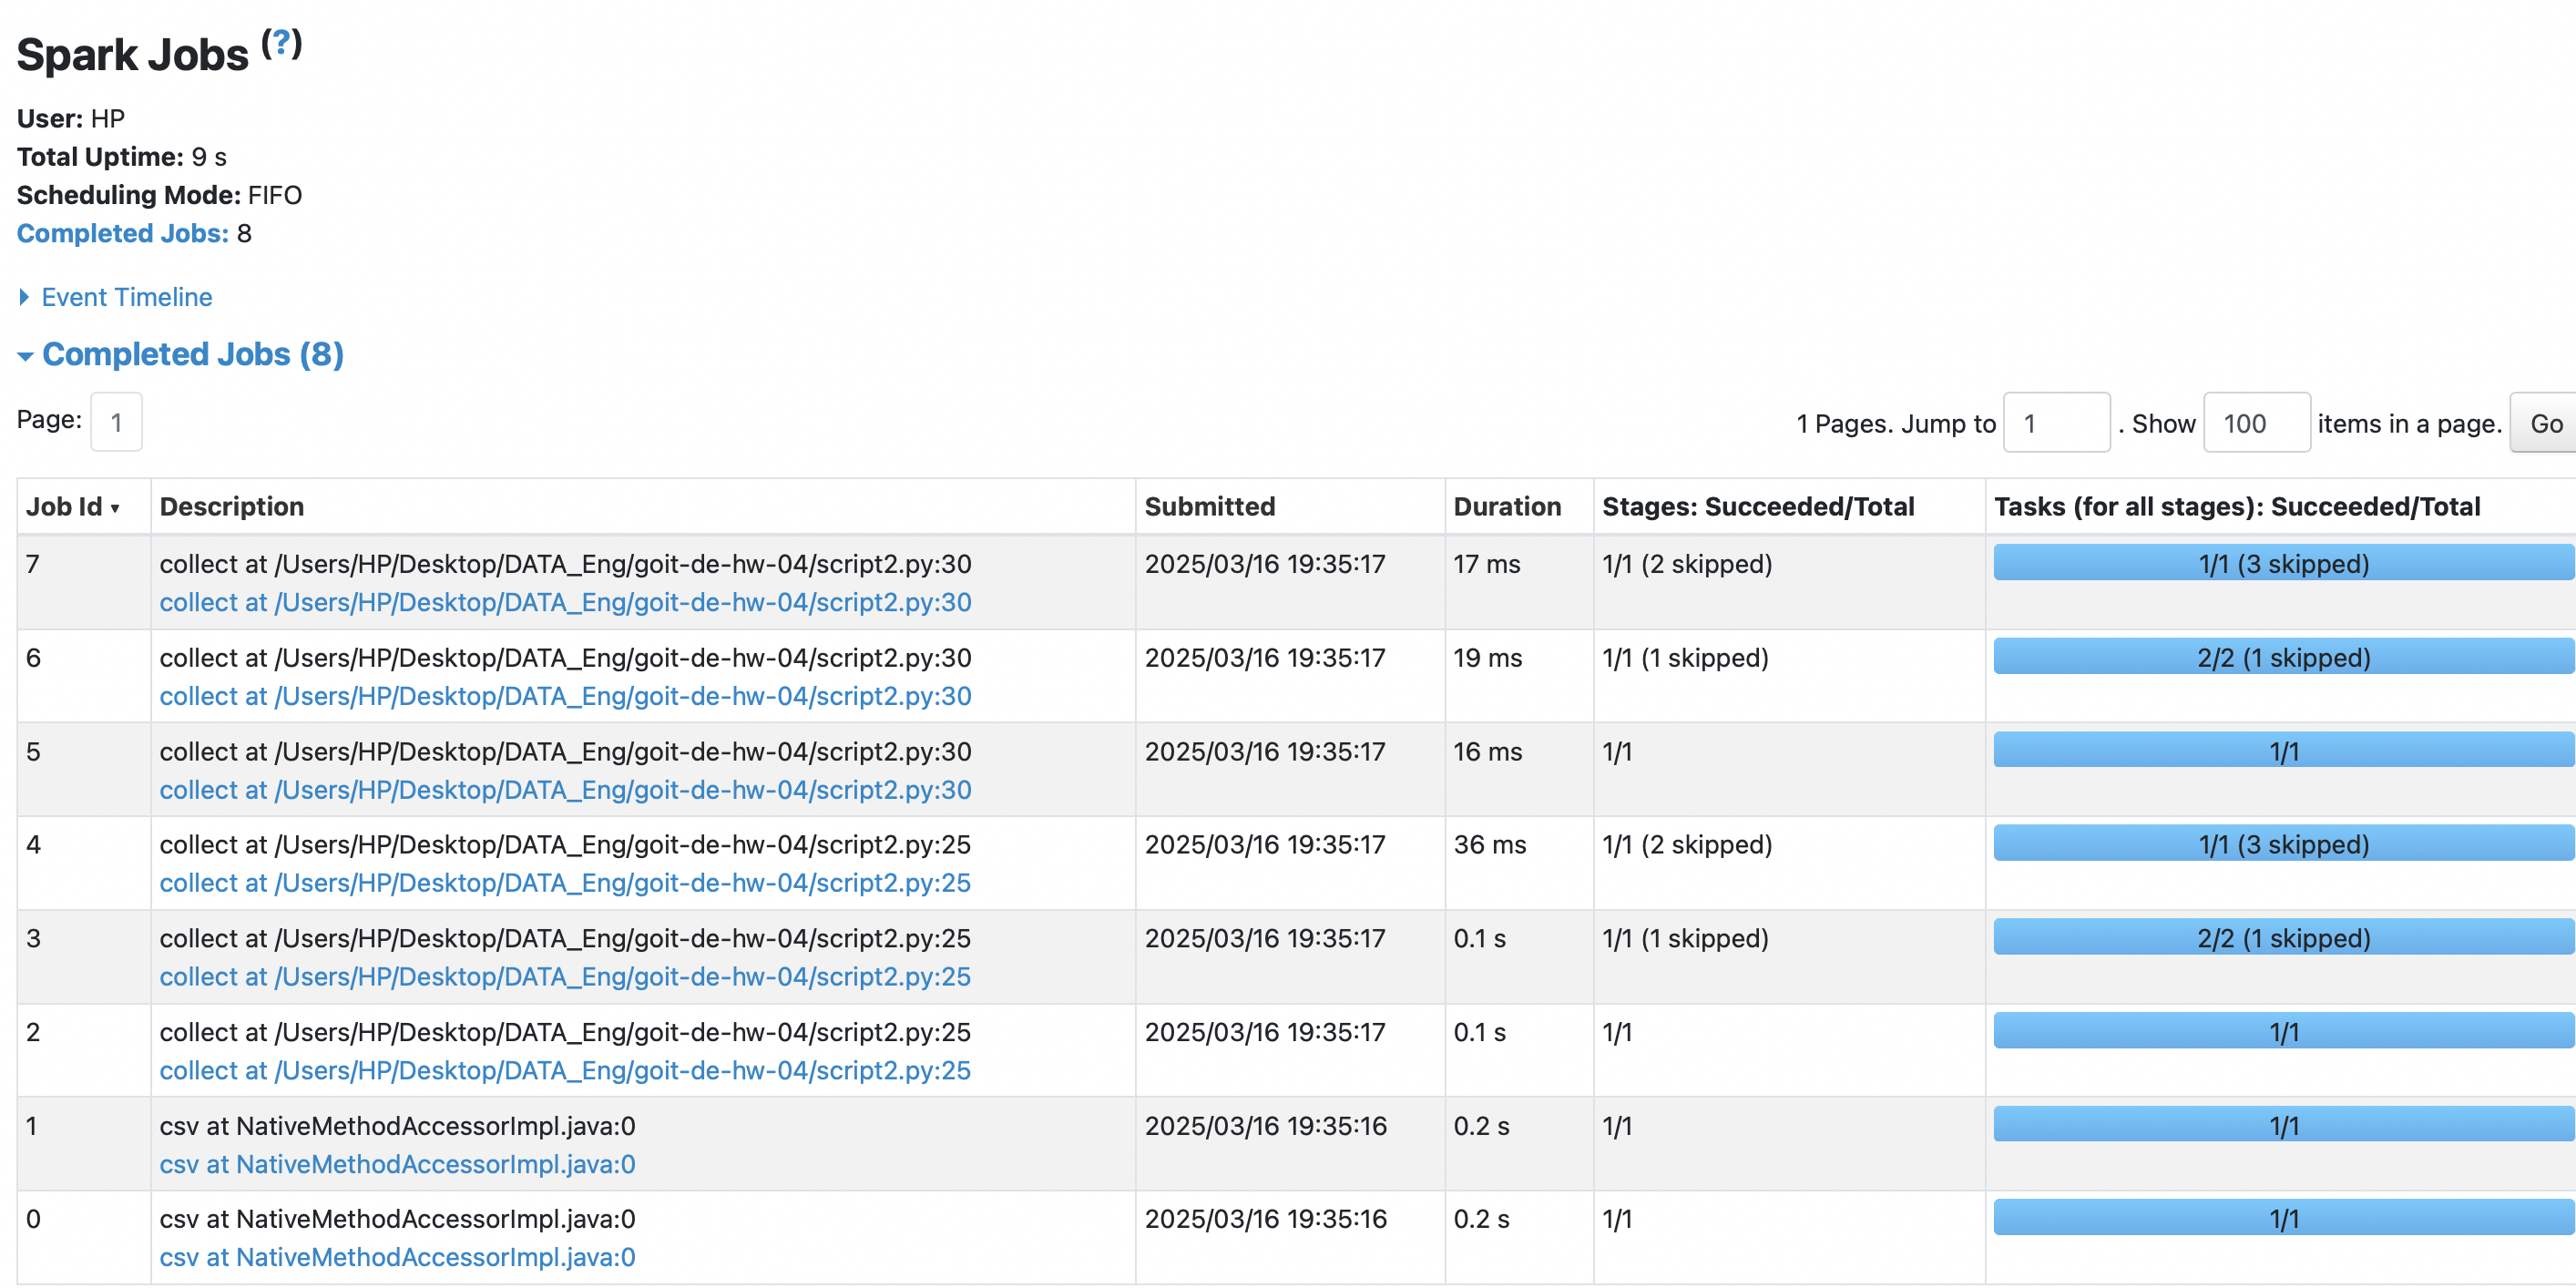 Spark Jobs (?)
User: HP
Total Uptime: 9 s
Scheduling Mode: FIFO
Completed Jobs: 8
Event Timeline
Completed Jobs (8)
Page: 1
1 Pages. Jump to 1 . Show 100 items in a page. Go
Job Id ▾ Description Submitted Duration Stages: Succeeded/Total Tasks (for all stages): Succeeded/Total
7 collect at /Users/HP/Desktop/DATA_Eng/goit-de-hw-04/script2.py:30 2025/03/16 19:35:17 17 ms 1/1 (2 skipped) 1/1 (3 skipped)
collect at /Users/HP/Desktop/DATA_Eng/goit-de-hw-04/script2.py:30
6 collect at /Users/HP/Desktop/DATA_Eng/goit-de-hw-04/script2.py:30 2025/03/16 19:35:17 19 ms 1/1 (1 skipped) 2/2 (1 skipped)
collect at /Users/HP/Desktop/DATA_Eng/goit-de-hw-04/script2.py:30
5 collect at /Users/HP/Desktop/DATA_Eng/goit-de-hw-04/script2.py:30 2025/03/16 19:35:17 16 ms 1/1 1/1
collect at /Users/HP/Desktop/DATA_Eng/goit-de-hw-04/script2.py:30
4 collect at /Users/HP/Desktop/DATA_Eng/goit-de-hw-04/script2.py:25 2025/03/16 19:35:17 36 ms 1/1 (2 skipped) 1/1 (3 skipped)
collect at /Users/HP/Desktop/DATA_Eng/goit-de-hw-04/script2.py:25
3 collect at /Users/HP/Desktop/DATA_Eng/goit-de-hw-04/script2.py:25 2025/03/16 19:35:17 0.1 s 1/1 (1 skipped) 2/2 (1 skipped)
collect at /Users/HP/Desktop/DATA_Eng/goit-de-hw-04/script2.py:25
2 collect at /Users/HP/Desktop/DATA_Eng/goit-de-hw-04/script2.py:25 2025/03/16 19:35:17 0.1 s 1/1 1/1
collect at /Users/HP/Desktop/DATA_Eng/goit-de-hw-04/script2.py:25
1 csv at NativeMethodAccessorImpl.java:0 2025/03/16 19:35:16 0.2 s 1/1 1/1
csv at NativeMethodAccessorImpl.java:0
0 csv at NativeMethodAccessorImpl.java:0 2025/03/16 19:35:16 0.2 s 1/1 1/1
csv at NativeMethodAccessorImpl.java:0